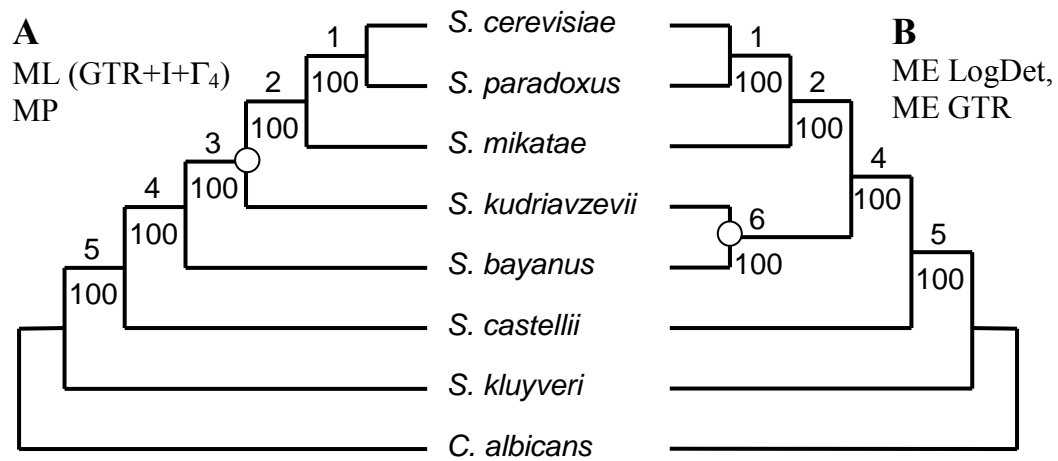 A
ML (GTR+I+Γ4)
MP
1
100
2
100
3
100
4
100
5
100
S. cerevisiae
S. paradoxus
S. mikatae
S. kudriavzevii
S. bayanus
S. castellii
S. kluyveri
C. albicans
B
ME LogDet,
ME GTR
1
100
2
100
4
100
6
100
5
100